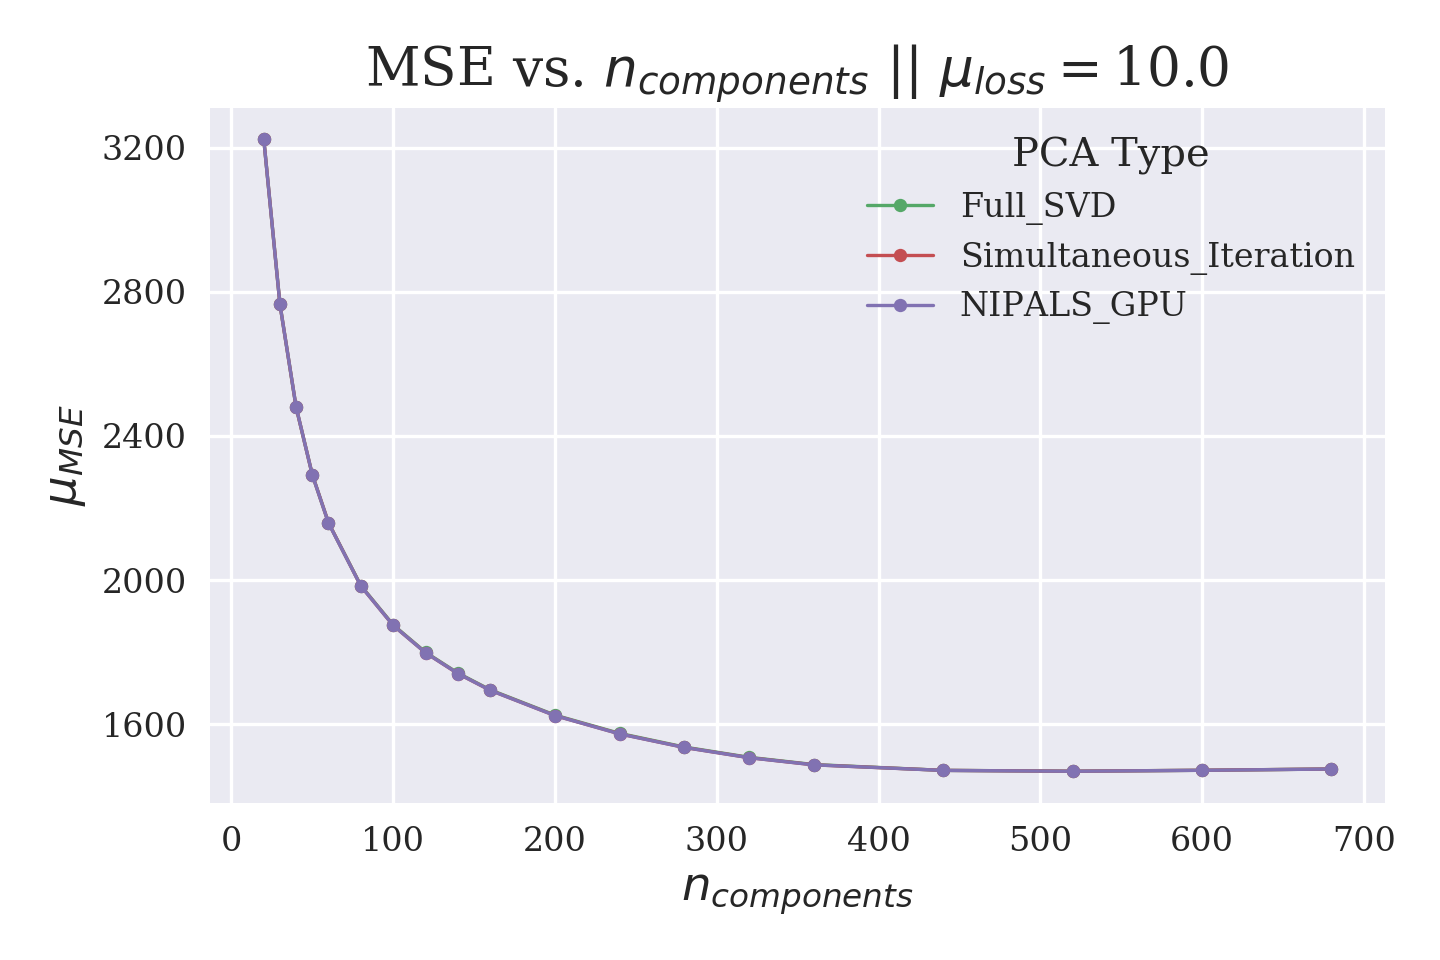 MSE vs. n_components || μ_loss = 10.0
PCA Type
Full_SVD
Simultaneous_Iteration
NIPALS_GPU
3200
2800
2400
2000
1600
μ_MSE
0 100 200 300 400 500 600 700
n_components